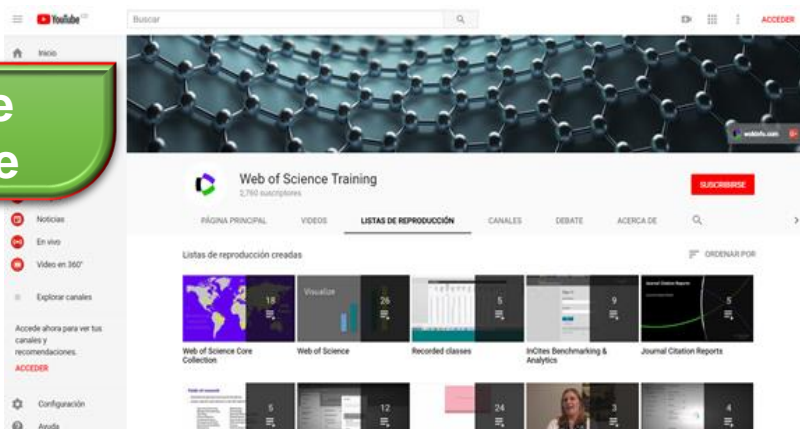 YouTube
Buscar
ACCEDER
Inicio
e
e
Noticias
En vivo
Video en 360°
Explorar canales
Accede ahora para ver tus
canales y
recomendaciones.
ACCEDER
Configuración
Ayuda
wokinfo.com
Web of Science Training
2,760 suscriptores
SUSCRIBIRSE
PÁGINA PRINCIPAL VIDEOS LISTAS DE REPRODUCCIÓN CANALES DEBATE ACERCA DE
Listas de reproducción creadas
ORDENAR POR
18
Visualize
26
5
9
Journal Citation Reports
5
Web of Science Core
Collection
Web of Science
Recorded classes
InCites Benchmarking &
Analytics
Journal Citation Reports
5
12
24
3
4